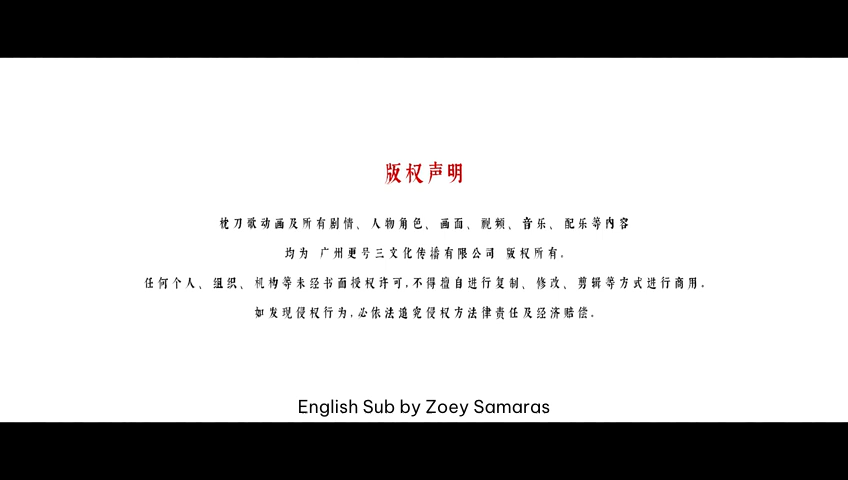 版权声明
枕刀歌动画及所有剧情、人物角色、画面、视频、音乐、配乐等内容
均为 广州更号三文化传播有限公司 版权所有。
任何个人、组织、机构等未经书面授权许可,不得擅自进行复制、修改、剪辑等方式进行商用。
如发现侵权行为,必依法追究侵权方法律责任及经济赔偿。
English Sub by Zoey Samaras